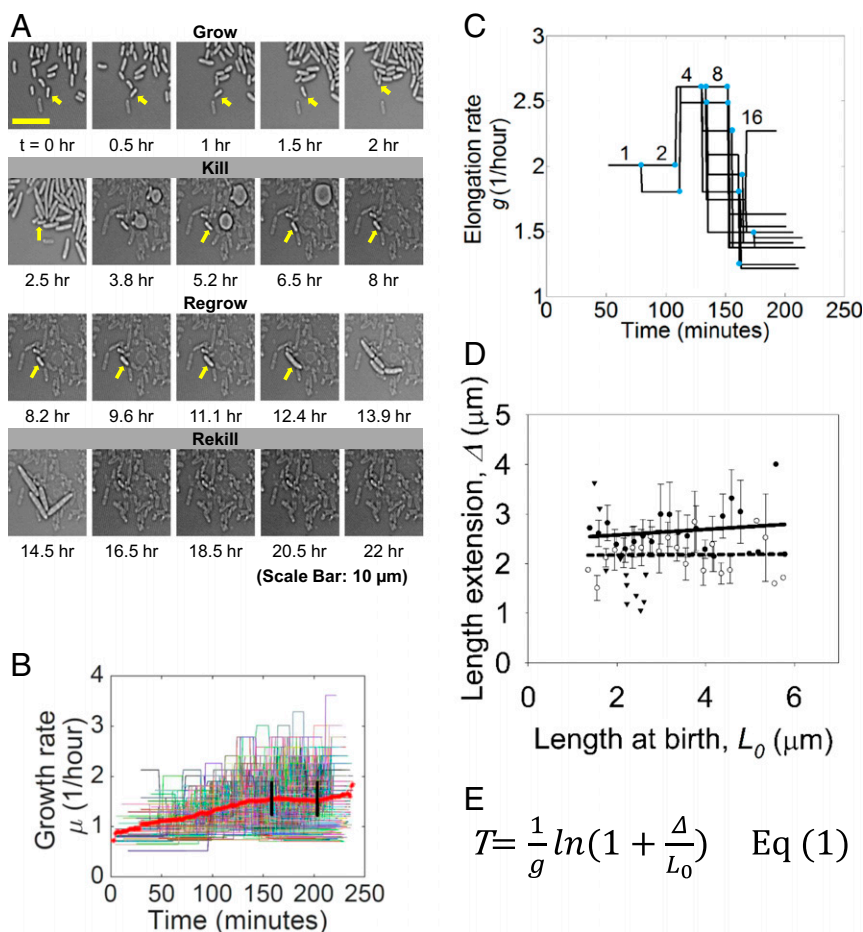 A
Grow
t = 0 hr 0.5 hr 1 hr 1.5 hr 2 hr
Kill
2.5 hr 3.8 hr 5.2 hr 6.5 hr 8 hr
Regrow
8.2 hr 9.6 hr 11.1 hr 12.4 hr 13.9 hr
Rekill
14.5 hr 16.5 hr 18.5 hr 20.5 hr 22 hr
(Scale Bar: 10 μm)
B
Growth rate
μ (1/hour)
4
3
2
1
0
0 50 100 150 200 250
Time (minutes)
C
Elongation rate
g (1/hour)
3
2.5
2
1.5
1
1 2 4 8 16
0 50 100 150 200 250
Time (minutes)
D
Length extension, Δ (μm)
5
4
3
2
1
0
0 2 4 6
Length at birth, L0 (μm)
E
T= 1/g ln(1 + Δ/L0) Eq (1)